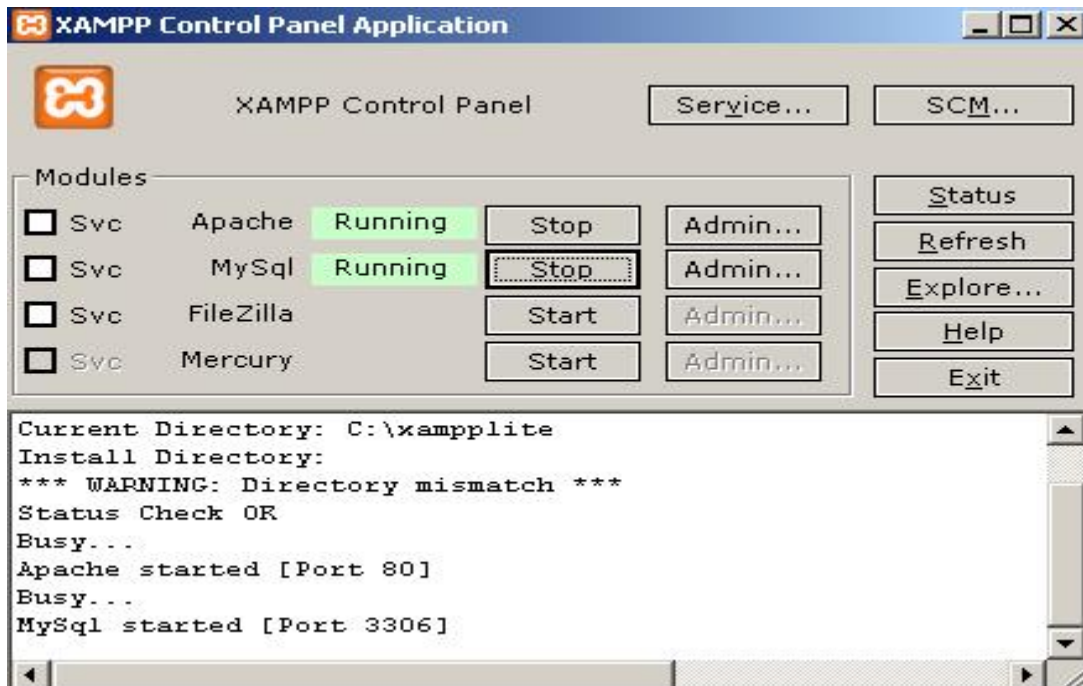 XAMPP Control Panel Application
XAMPP Control Panel Service... SCM...
Modules
Svc Apache Running Stop Admin...
Svc MySql Running Stop Admin...
Svc FileZilla Start Admin...
Svc Mercury Start Admin...
Status
Refresh
Explore...
Help
Exit
Current Directory: C:\xampplite
Install Directory:
*** WARNING: Directory mismatch ***
Status Check OK
Busy...
Apache started [Port 80]
Busy...
MySql started [Port 3306]